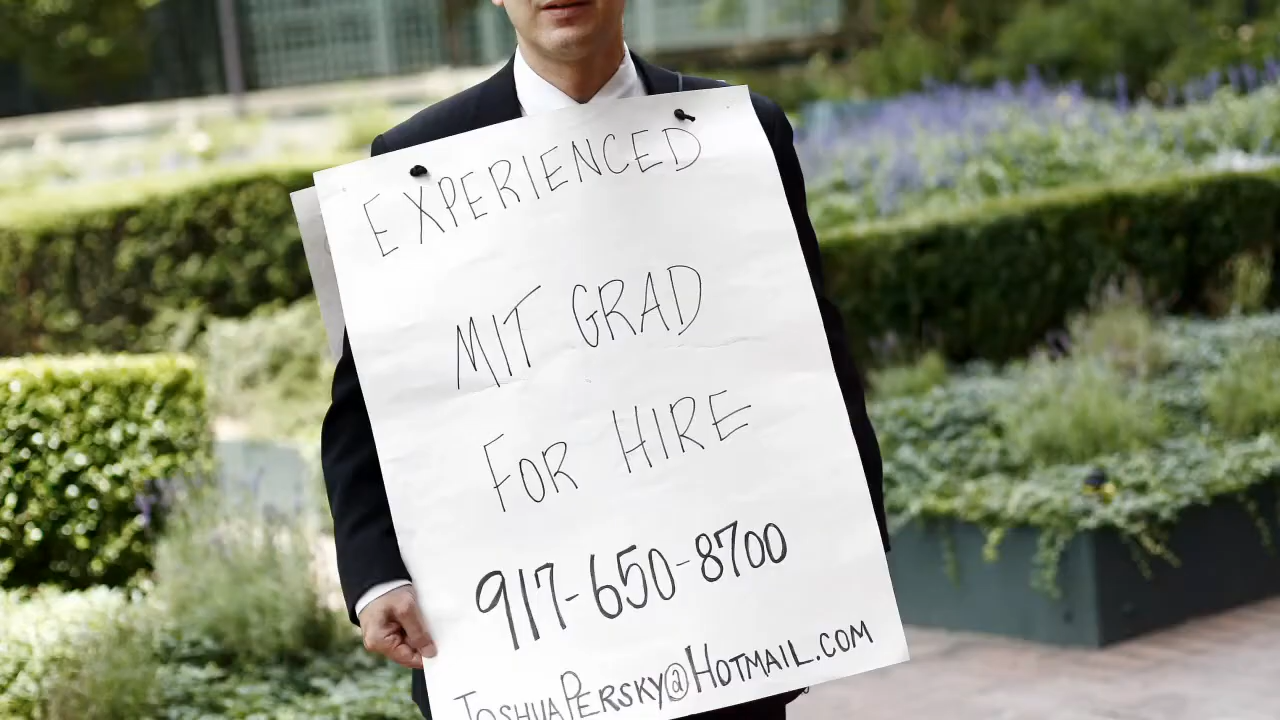 EXPERIENCED
MIT GRAD
FOR HIRE
917-650-8700
JOSHUAPERSKY@HOTMAIL.COM